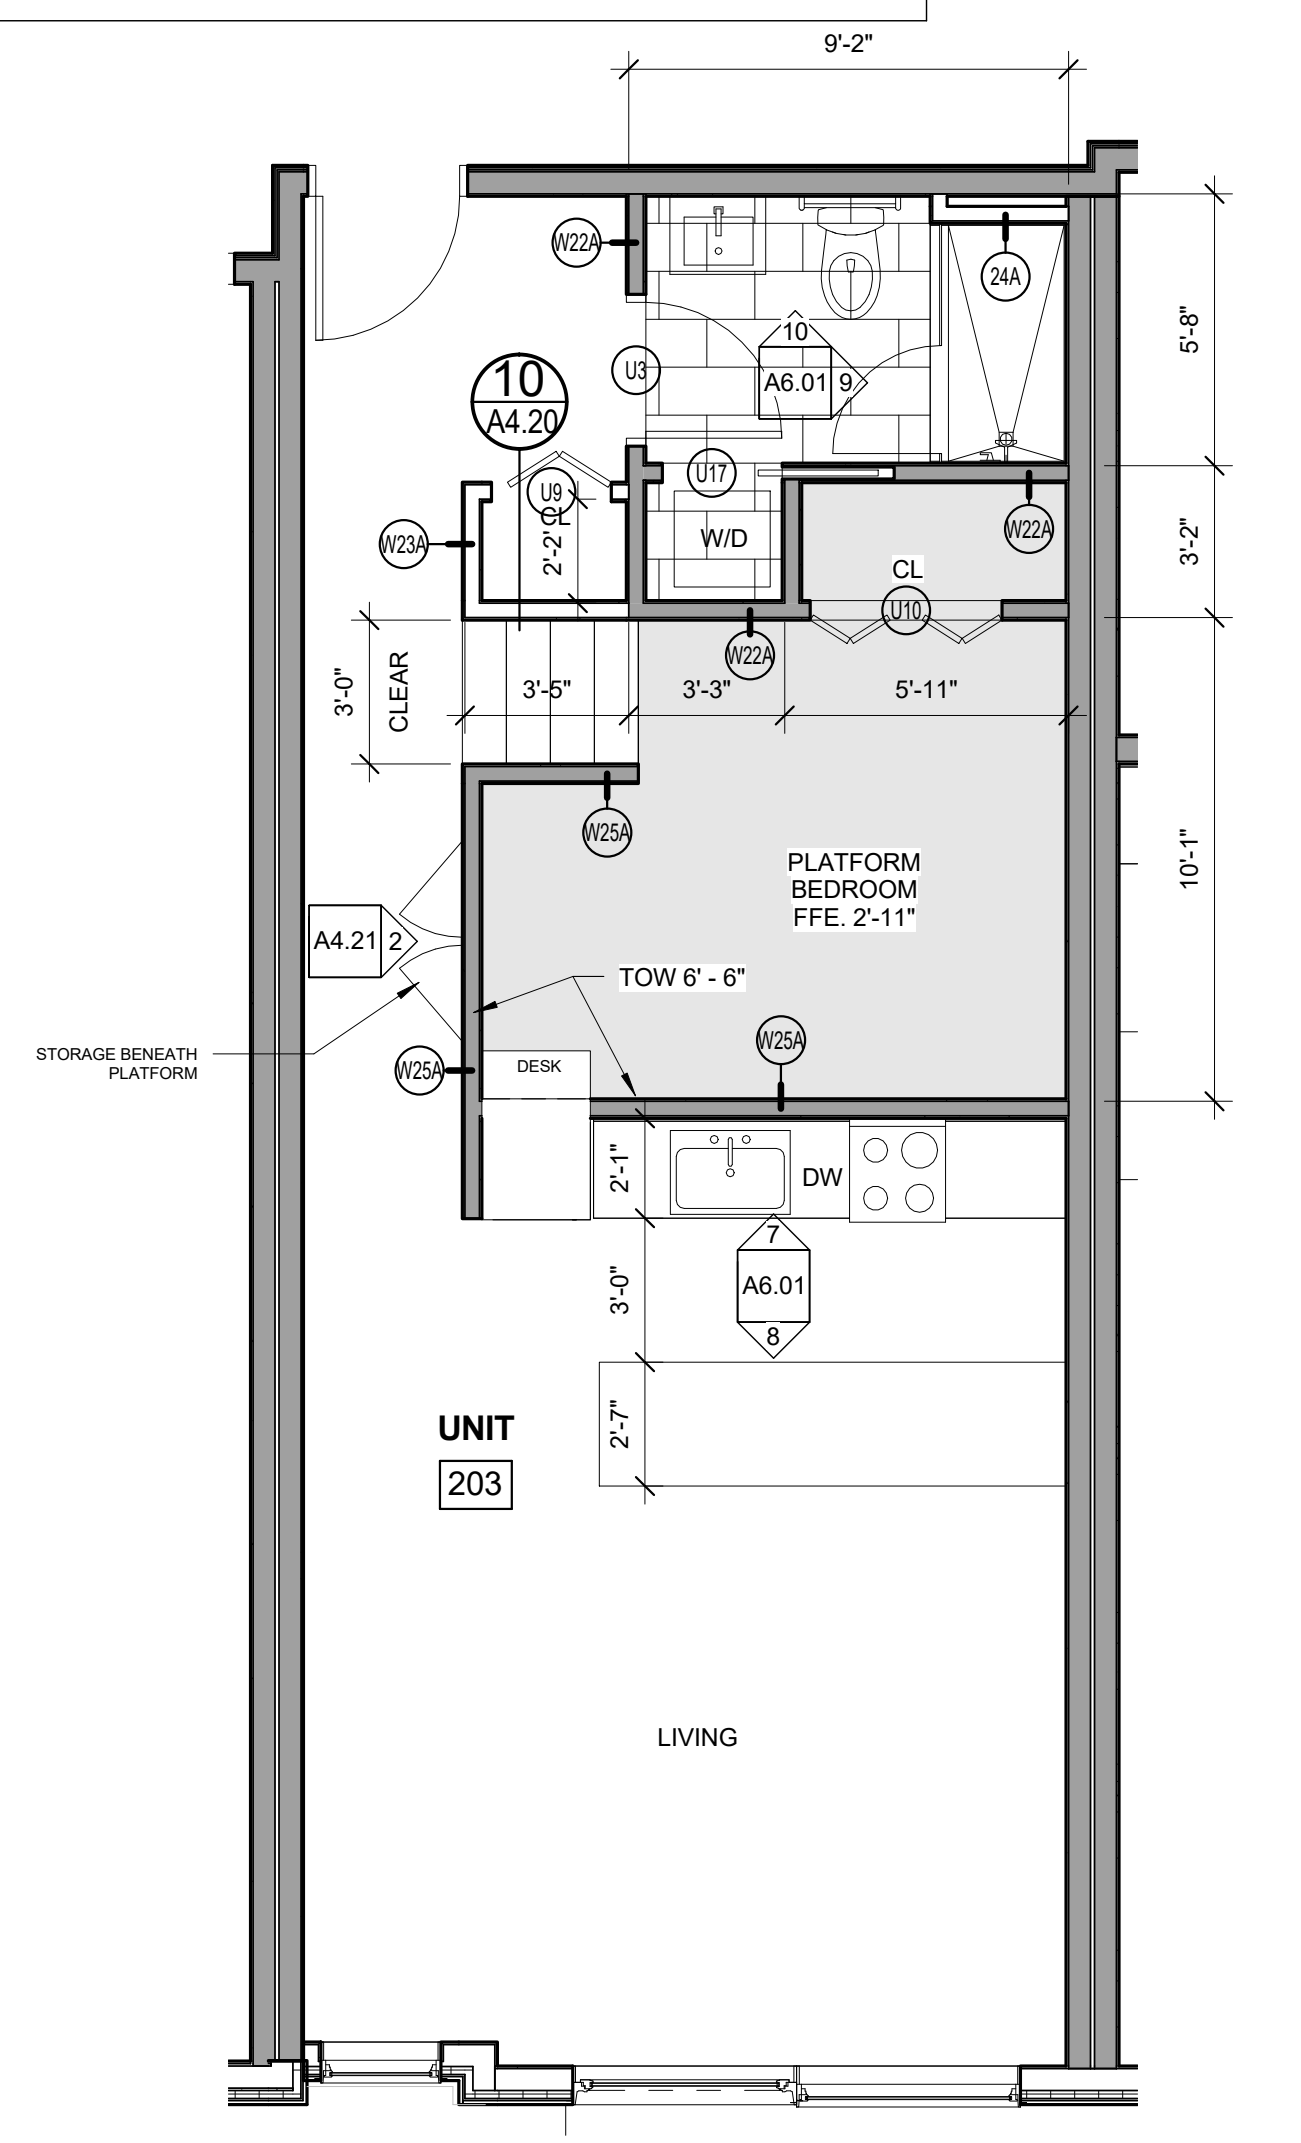 9'-2"
W22A
24A
5'-8"
10
A6.01
9
U3
10
A4.20
U17
U9
CL
2'-2"
W23A
W/D
W22A
3'-2"
CL
U10
W22A
3'-0"
CLEAR
3'-5"
3'-3"
5'-11"
W25A
10'-1"
PLATFORM
BEDROOM
FFE. 2'-11"
A4.21
2
TOW 6' - 6"
STORAGE BENEATH
PLATFORM
W25A
DESK
W25A
2'-1"
DW
7
A6.01
8
3'-0"
2'-7"
UNIT
203
LIVING